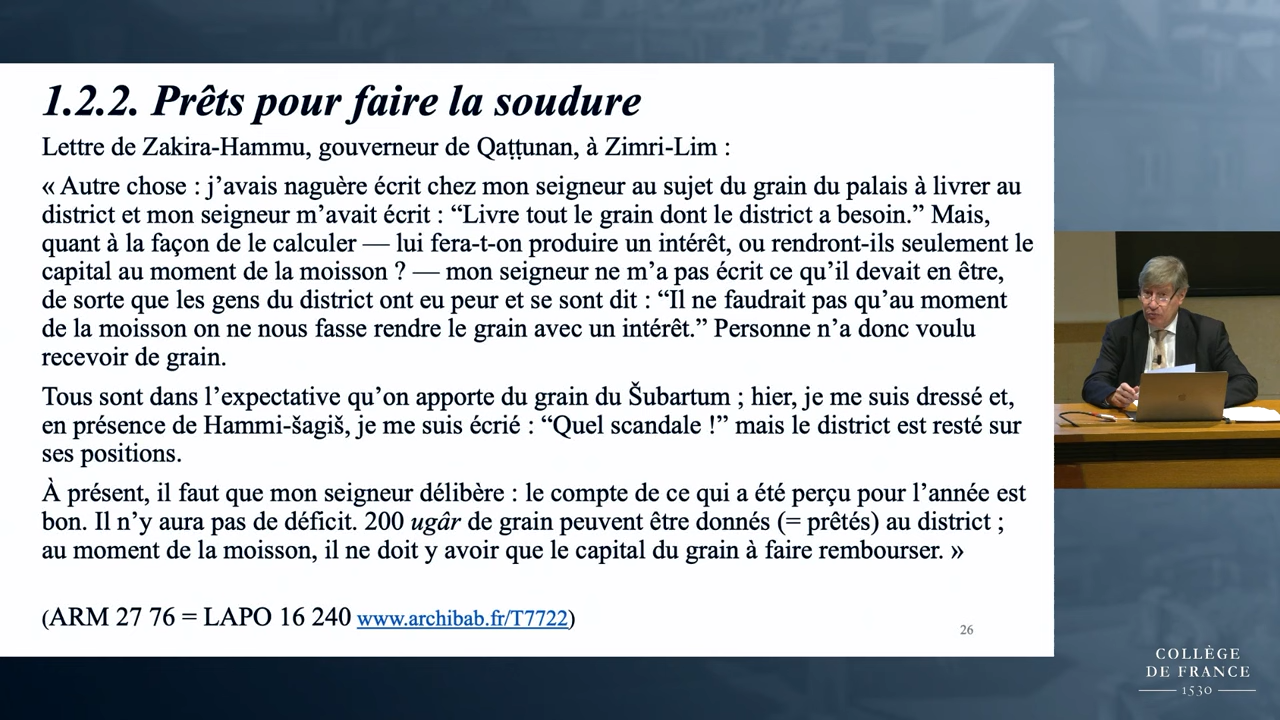 1.2.2. Prêts pour faire la soudure
Lettre de Zakira-Hammu, gouverneur de Qaṭṭunan, à Zimri-Lim :
« Autre chose : j’avais naguère écrit chez mon seigneur au sujet du grain du palais à livrer au
district et mon seigneur m’avait écrit : “Livre tout le grain dont le district a besoin.” Mais,
quant à la façon de le calculer — lui fera-t-on produire un intérêt, ou rendront-ils seulement le
capital au moment de la moisson ? — mon seigneur ne m’a pas écrit ce qu’il devait en être,
de sorte que les gens du district ont eu peur et se sont dit : “Il ne faudrait pas qu’au moment
de la moisson on ne nous fasse rendre le grain avec un intérêt.” Personne n’a donc voulu
recevoir de grain.
Tous sont dans l’expectative qu’on apporte du grain du Šubartum ; hier, je me suis dressé et,
en présence de Hammi-šagiš, je me suis écrié : “Quel scandale !” mais le district est resté sur
ses positions.
À présent, il faut que mon seigneur délibère : le compte de ce qui a été perçu pour l’année est
bon. Il n’y aura pas de déficit. 200 ugâr de grain peuvent être donnés (= prêtés) au district ;
au moment de la moisson, il ne doit y avoir que le capital du grain à faire rembourser. »
(ARM 27 76 = LAPO 16 240 www.archibab.fr/T7722)
26
COLLÈGE
DE FRANCE
1530